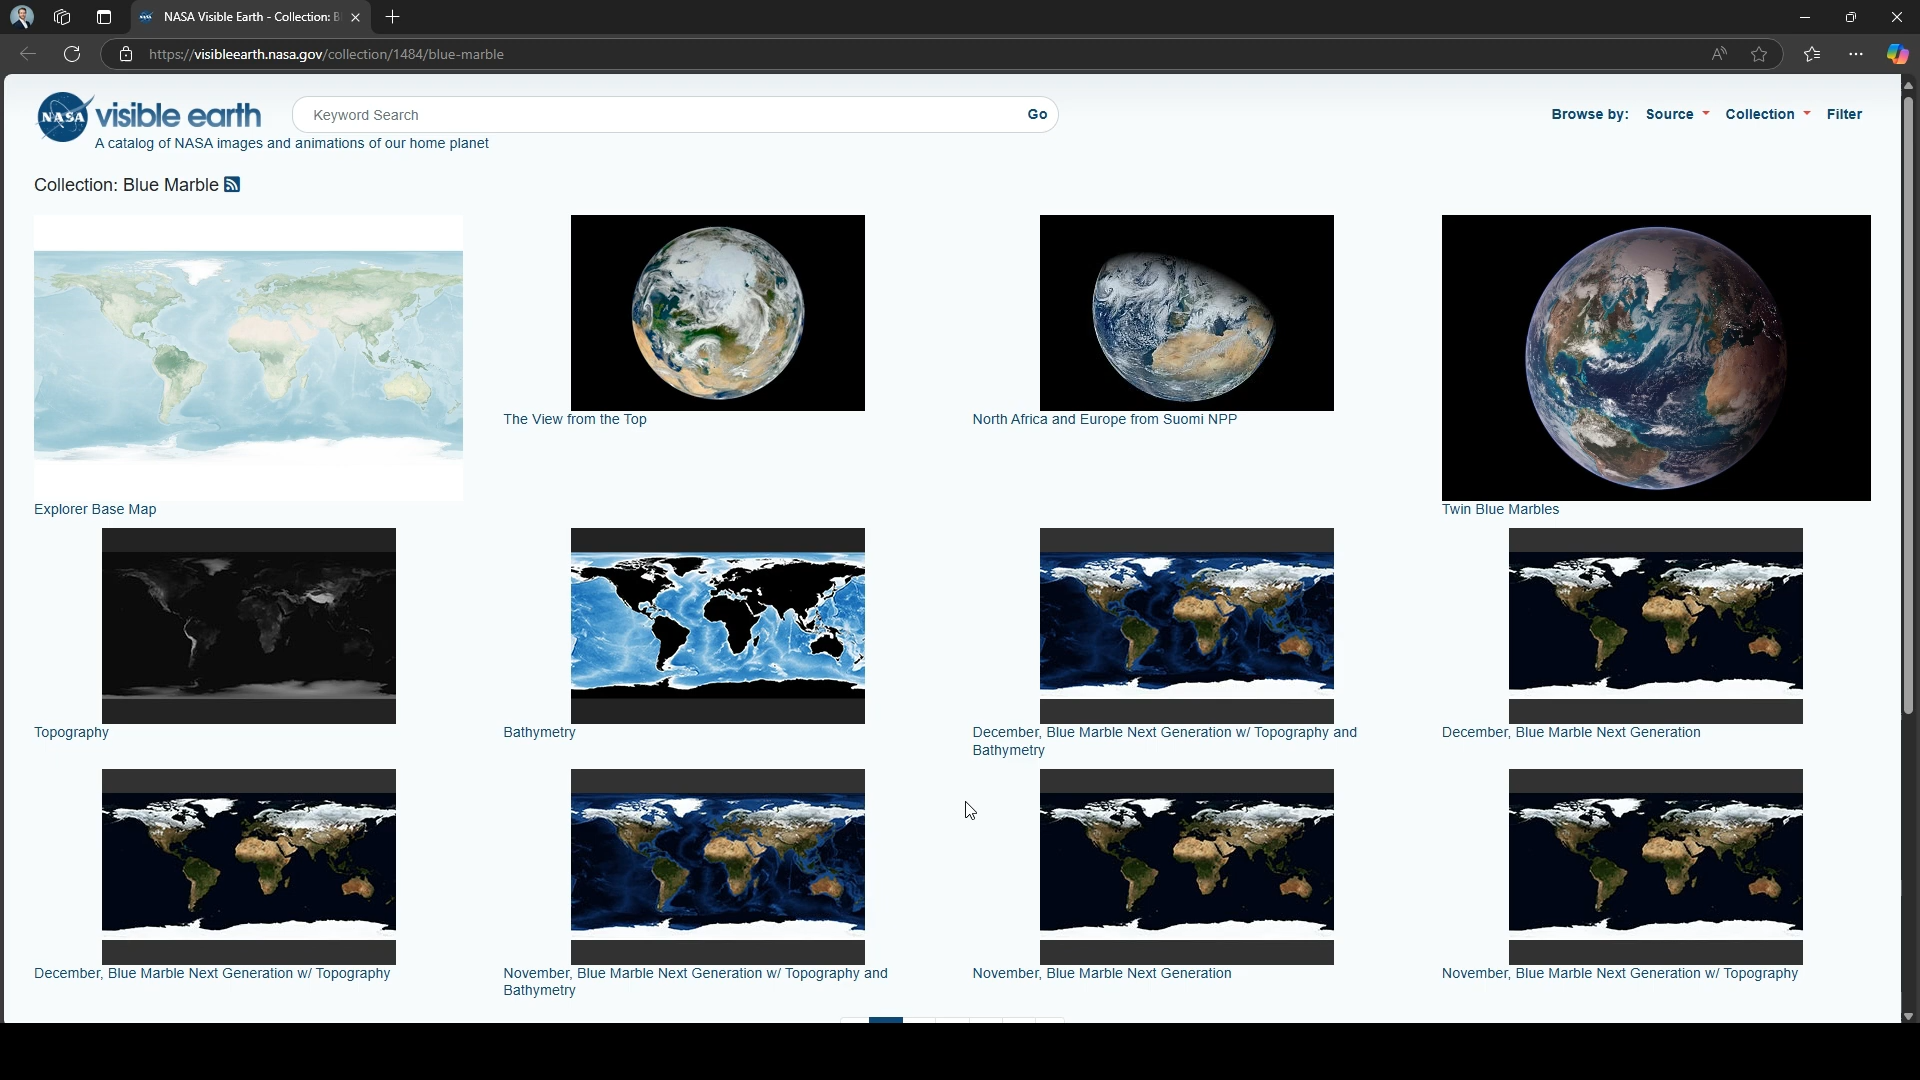 NASA Visible Earth - Collection: B
https://visibleearth.nasa.gov/collection/1484/blue-marble
NASA visible earth
Keyword Search
Go
Browse by: Source Collection Filter
A catalog of NASA images and animations of our home planet
Collection: Blue Marble
The View from the Top
North Africa and Europe from Suomi NPP
Explorer Base Map
Twin Blue Marbles
Topography
Bathymetry
December, Blue Marble Next Generation w/ Topography and
Bathymetry
December, Blue Marble Next Generation
December, Blue Marble Next Generation w/ Topography
November, Blue Marble Next Generation w/ Topography and
Bathymetry
November, Blue Marble Next Generation
November, Blue Marble Next Generation w/ Topography